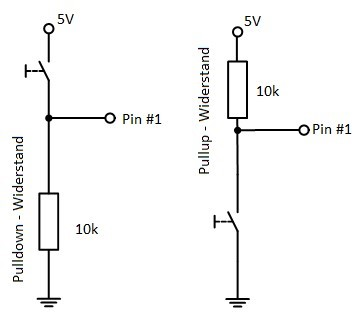 5V
Pin #1
Pulldown - Widerstand
10k
5V
Pullup - Widerstand
10k
Pin #1